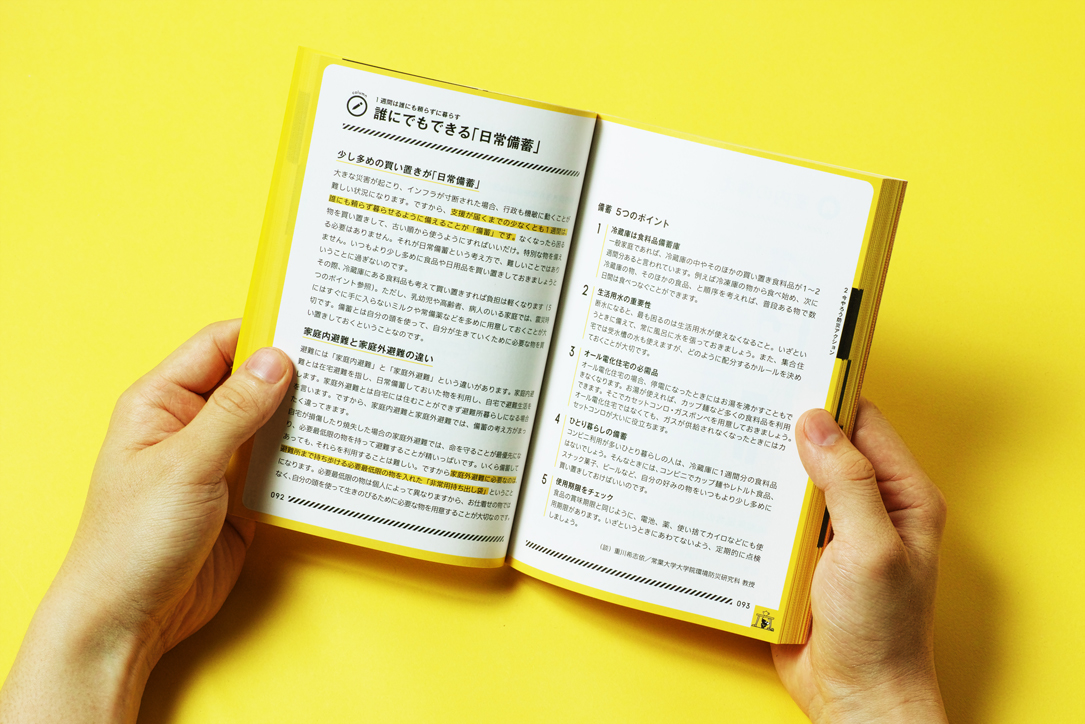 column
1週間は誰にも頼らずに暮らす
誰にでもできる「日常備蓄」
少し多めの買い置きが「日常備蓄」
大きな災害が起こり、インフラが寸断された場合、行政も機敏に動くことが
難しい状況になります。ですから、支援が届くまでの少なくとも1週間は、
誰にも頼らず暮らせるように備えることが「備蓄」です。なくなったら困る
物を買い置きして、古い順から使うようにすればいいだけ。特別な物を備え
る必要はありません。それが日常備蓄という考え方で、難しいことではあり
ません。いつもより少し多めに食品や日用品を買い置きしておきましょうと
いうことに過ぎないのです。
その際、冷蔵庫にある食料品も考えて買い置きすれば負担は軽くなります（5
つのポイント参照）。ただし、乳幼児や高齢者、病人のいる家庭では、震災時
にはすぐに手に入らないミルクや常備薬などを多めに用意しておくことが大
切です。備蓄とは自分の頭を使って、自分が生きていくために必要な物を買
い置きしておくということなのです。
家庭内避難と家庭外避難の違い
避難には「家庭内避難」と「家庭外避難」という違いがあります。家庭内避
難とは在宅避難を指し、日常備蓄しておいた物を利用し、自宅で避難生活を
します。家庭外避難とは自宅には住むことができず避難所暮らしになる場合
を言います。ですから、家庭内避難と家庭外避難では、備蓄の考え方がまっ
たく違ってきます。
自宅が損傷したり焼失した場合の家庭外避難では、命を守ることが最優先にな
り、必要最低限の物を持って避難することが精いっぱいです。いくら備蓄して
あっても、それらを利用することは難しい。ですから家庭外避難に必要なのは、
避難所まで持ち歩ける必要最低限の物を入れた「非常用持ち出し袋」ということ
になります。必要最低限の物は個人によって異なりますから、お仕着せの物では
なく、自分の頭を使って生きのびるために必要な物を用意することが大切なのです。
092
備蓄 5つのポイント
1 冷蔵庫は食料品備蓄庫
一般家庭であれば、冷蔵庫の中やそのほかの買い置き食料品が1〜2
週間分あると言われています。例えば冷凍庫の物から食べ始め、次に
冷蔵庫の物、そのほかの食品、と順序を考えれば、普段ある物で数
日間は食べつなぐことができます。
2 生活用水の重要性
断水になると、最も困るのは生活用水が使えなくなること。いざとい
うときに備えて、常に風呂に水を張っておきましょう。また、集合住
宅では受水槽の水も使えますが、どのように配分するかルールを決め
ておくことが大切です。
3 オール電化住宅の必需品
オール電化住宅の場合、停電になったときにはお湯を沸かすこともで
きなくなります。お湯が使えれば、カップ麺など多くの食料品を利用
できます。そこでカセットコンロ・ガスボンベを用意しておきましょう。
オール電化住宅ではなくても、ガスが供給されなくなったときにはカ
セットコンロが大いに役立ちます。
4 ひとり暮らしの備蓄
コンビニ利用が多いひとり暮らしの人は、冷蔵庫に1週間分の食料品
はないでしょう。そんなときには、コンビニでカップ麺やレトルト食品、
スナック菓子、ビールなど、自分の好みの物をいつもより少し多めに
買い置きしておけばいいのです。
5 使用期限をチェック
食品の賞味期限と同じように、電池、薬、使い捨てカイロなどにも使
用期限があります。いざというときにあわてないよう、定期的に点検
しましょう。
（談）重川希志依／常葉大学大学院環境防災研究科 教授
093
2 今やろう防災アクション